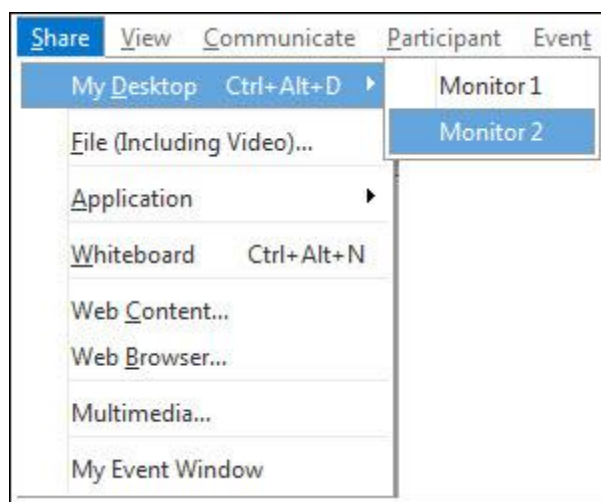 Share View Communicate Participant Event
My Desktop Ctrl+Alt+D
Monitor 1
Monitor 2
File (Including Video)...
Application
Whiteboard Ctrl+Alt+N
Web Content...
Web Browser...
Multimedia...
My Event Window